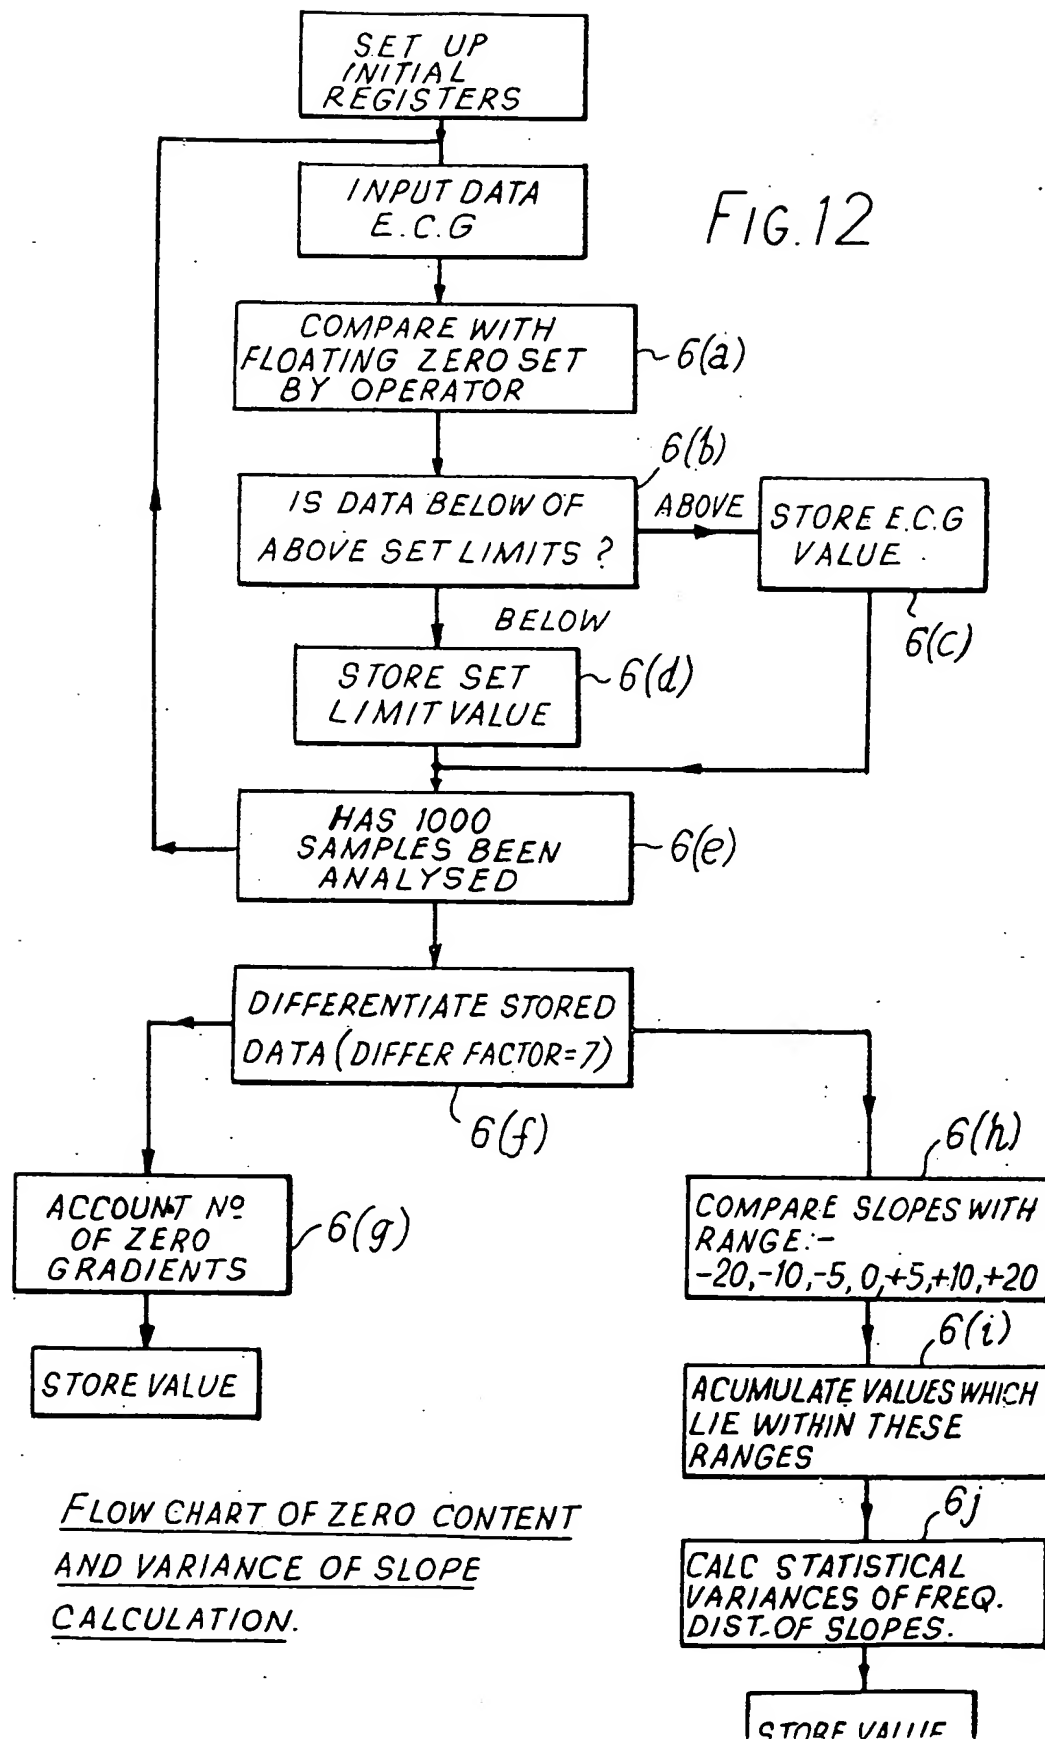 SET UP
INITIAL
REGISTERS
INPUT DATA
E.C.G
FIG.12
COMPARE WITH
FLOATING ZERO SET
BY OPERATOR
6(a)
6(b)
IS DATA BELOW OF
ABOVE SET LIMITS ?
ABOVE
STORE E.C.G
VALUE
6(c)
BELOW
STORE SET
LIMIT VALUE
6(d)
HAS 1000
SAMPLES BEEN
ANALYSED
6(e)
DIFFERENTIATE STORED
DATA (DIFFER FACTOR=7)
6(f)
ACCOUNT Nº
OF ZERO
GRADIENTS
6(g)
STORE VALUE
6(h)
COMPARE SLOPES WITH
RANGE:-
-20,-10,-5, 0,+5,+10,+20
6(i)
ACUMULATE VALUES WHICH
LIE WITHIN THESE
RANGES
6j
CALC STATISTICAL
VARIANCES OF FREQ.
DIST. OF SLOPES.
STORE VALUE
FLOW CHART OF ZERO CONTENT
AND VARIANCE OF SLOPE
CALCULATION.